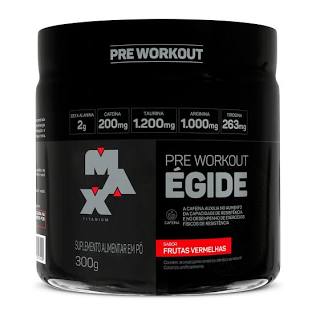 PRE WORKOUT
BETA ALANINA
2g
CAFEÍNA
200mg
TAURINA
1.200mg
ARGININA
1.000mg
TIROSINA
263mg
MAX
TITANIUM
PRE WORKOUT
ÉGIDE
CAFEÍNA
A CAFEÍNA AUXILIA NO AUMENTO
DA CAPACIDADE DE RESISTÊNCIA
E NO DESEMPENHO DE EXERCÍCIOS
FÍSICOS DE RESISTÊNCIA
SUPLEMENTO ALIMENTAR EM PÓ
300g
SABOR
FRUTAS VERMELHAS